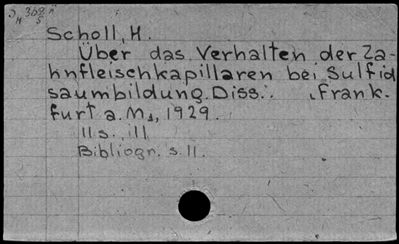 Scholl, H.
Über das Verhalten der Za-
hnfleischkapillaren bei Sulfid
saumbildung. Diss. Frank-
furt a. M., 1929.
11 s., ill
Bibliogr. s. 11.